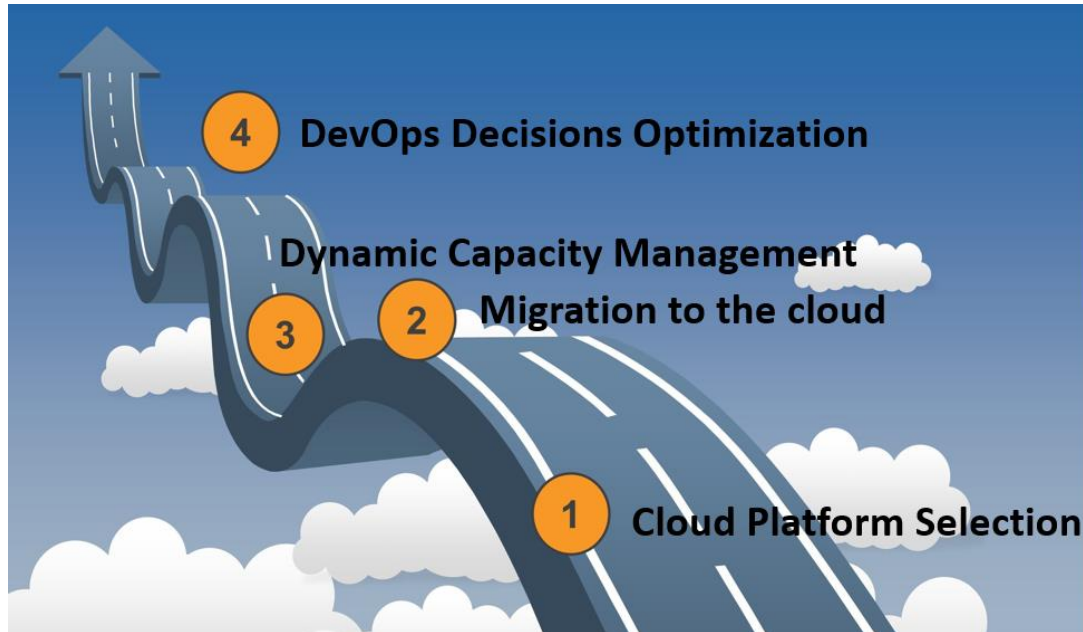 4 DevOps Decisions Optimization
Dynamic Capacity Management
2 Migration to the cloud
3
1 Cloud Platform Selection